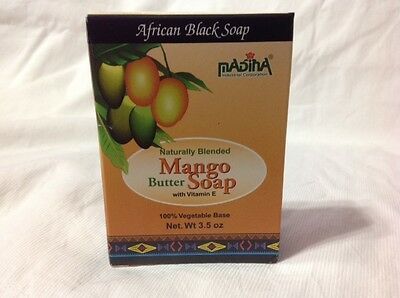 African Black Soap
MADINA®
Industrial Corporation
Naturally Blended
Mango
Butter Soap
with Vitamin E
100% Vegetable Base
Net. Wt 3.5 oz